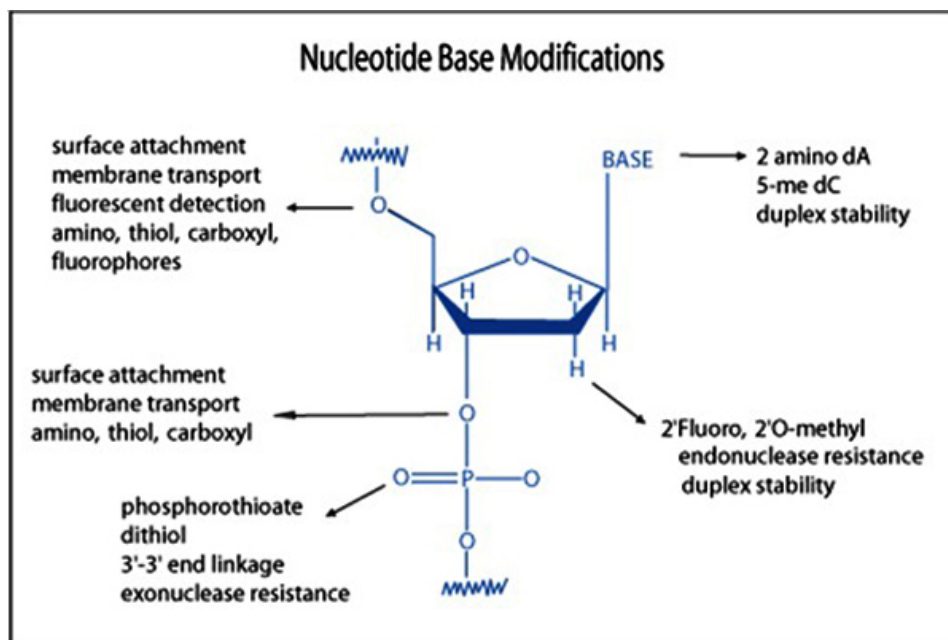 Nucleotide Base Modifications
surface attachment
membrane transport
fluorescent detection
amino, thiol, carboxyl,
fluorophores
O
BASE
2 amino dA
5-me dC
duplex stability
O
H
H
H
H
H
surface attachment
membrane transport
amino, thiol, carboxyl
O
2'Fluoro, 2'O-methyl
endonuclease resistance
duplex stability
O P O
phosphorothioate
dithiol
3'-3' end linkage
exonuclease resistance
O